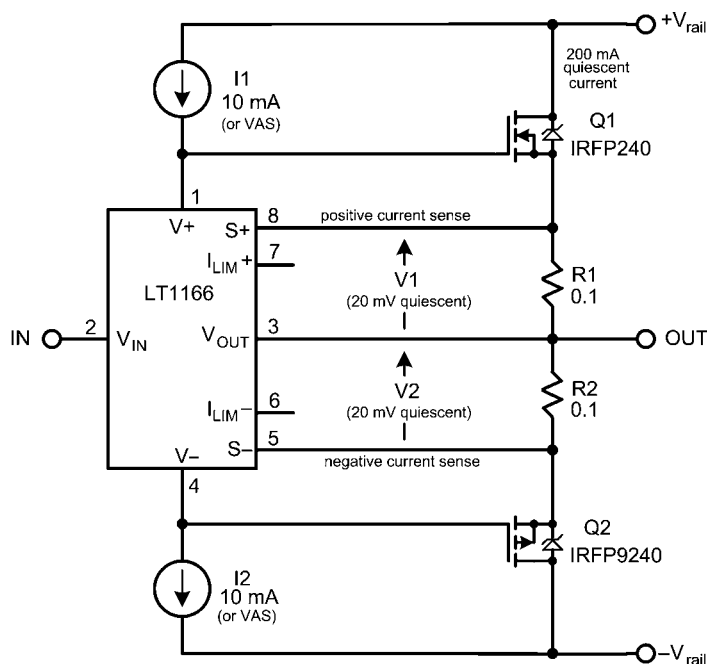 +Vrail
200 mA
quiescent
current
I1
10 mA
(or VAS)
Q1
IRFP240
1
V+
S+
8
positive current sense
ILIM+
7
V1
(20 mV quiescent)
R1
0.1
LT1166
IN
2
VIN
VOUT
3
OUT
V2
(20 mV quiescent)
R2
0.1
ILIM–
6
S–
5
negative current sense
V–
4
Q2
IRFP9240
I2
10 mA
(or VAS)
–Vrail